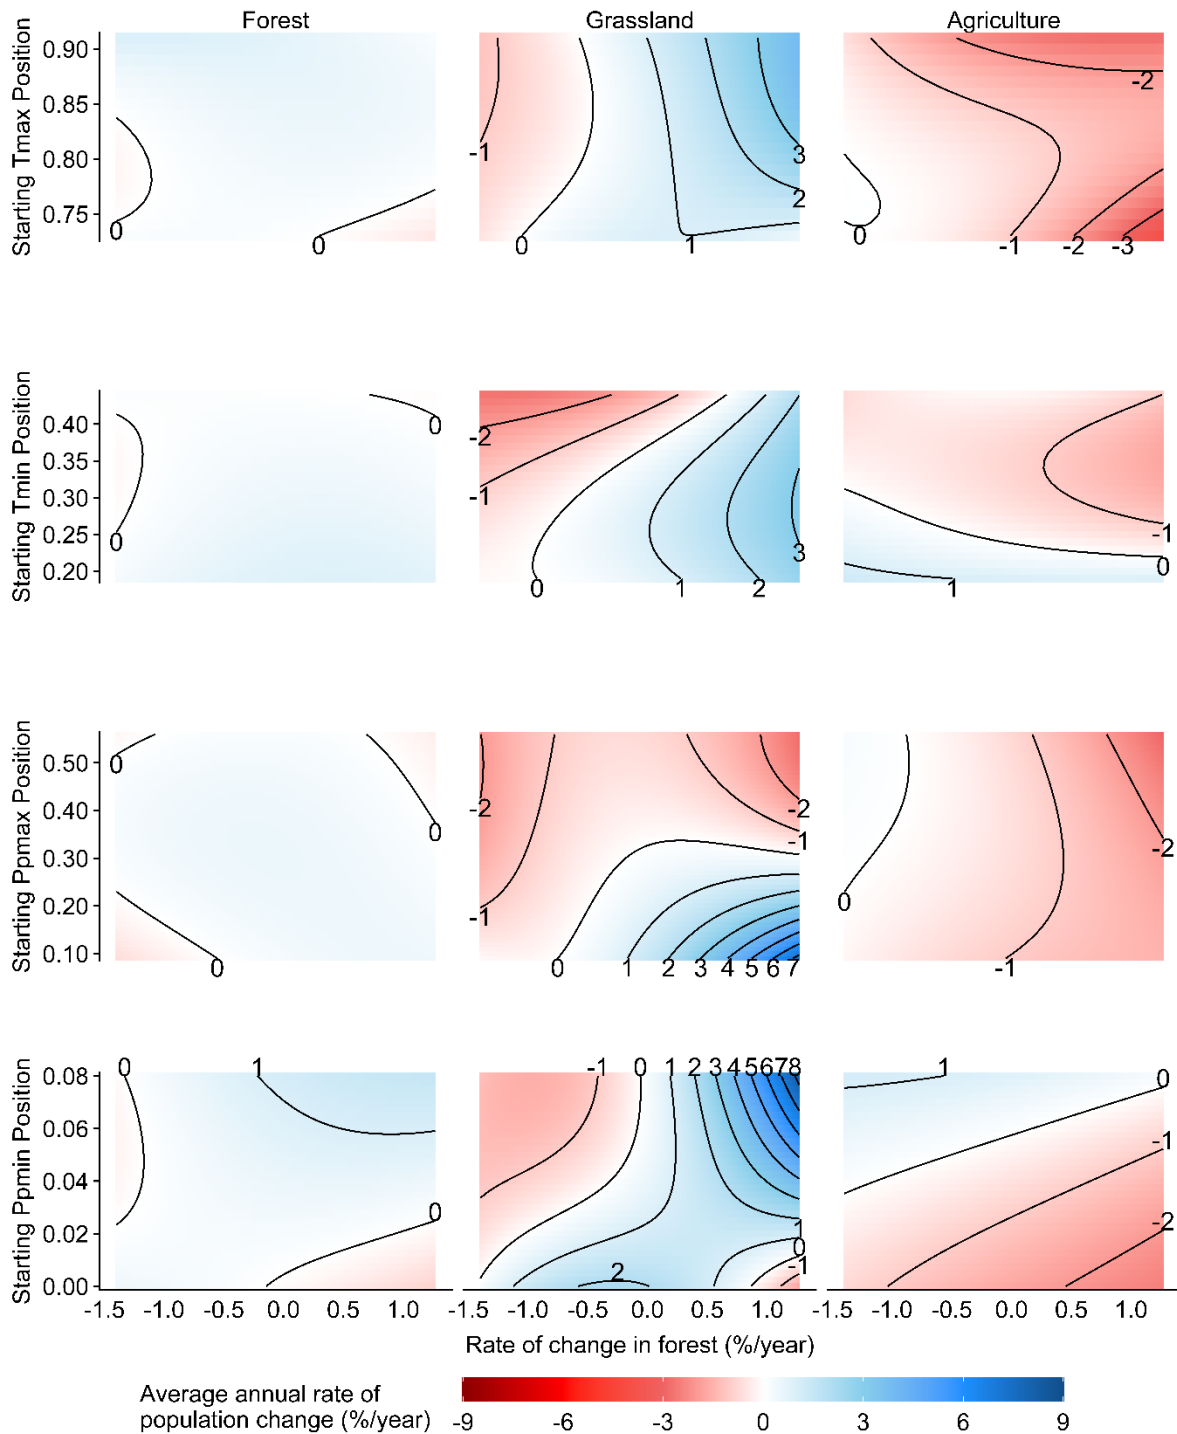 Forest Grassland Agriculture
Starting Tmax Position
0.90
0.85
0.80
0.75
0 0
-1 0 1 2 3
0 -1 -2 -3 -2
Starting Tmin Position
0.40
0.35
0.30
0.25
0.20
0 0
-2 -1 0 1 2 3
1 0 -1
Starting Ppmax Position
0.50
0.40
0.30
0.20
0.10
0 0 0
-2 -1 0 1 2 3 4 5 6 7 -1 -2
0 -1 -2
Starting Ppmin Position
0.08
0.06
0.04
0.02
0.00
0 1 0
-1 0 1 2 3 4 5 6 7 8 2 1 0 -1
1 0 -1 -2
-1.5 -1.0 -0.5 0.0 0.5 1.0 -1.5 -1.0 -0.5 0.0 0.5 1.0 -1.5 -1.0 -0.5 0.0 0.5 1.0
Rate of change in forest (%/year)
Average annual rate of
population change (%/year)
-9 -6 -3 0 3 6 9